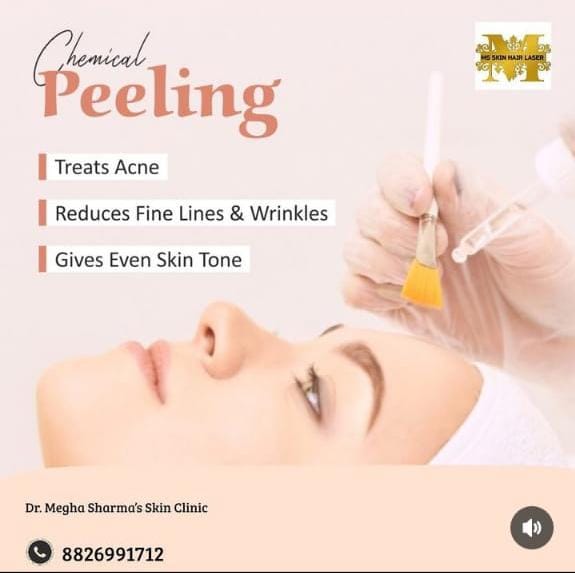 Chemical
Peeling
MS SKIN HAIR LASER
Treats Acne
Reduces Fine Lines & Wrinkles
Gives Even Skin Tone
Dr. Megha Sharma's Skin Clinic
8826991712